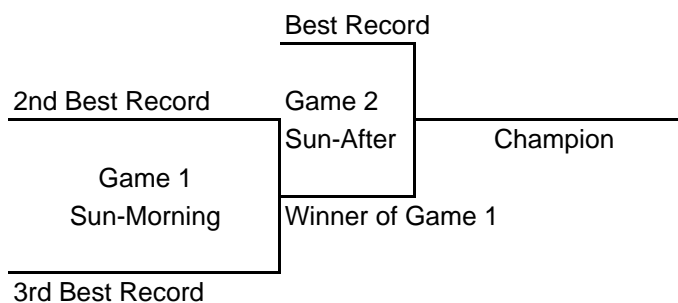 Best Record
2nd Best Record
Game 2
Sun-After
Champion
Game 1
Sun-Morning
Winner of Game 1
3rd Best Record